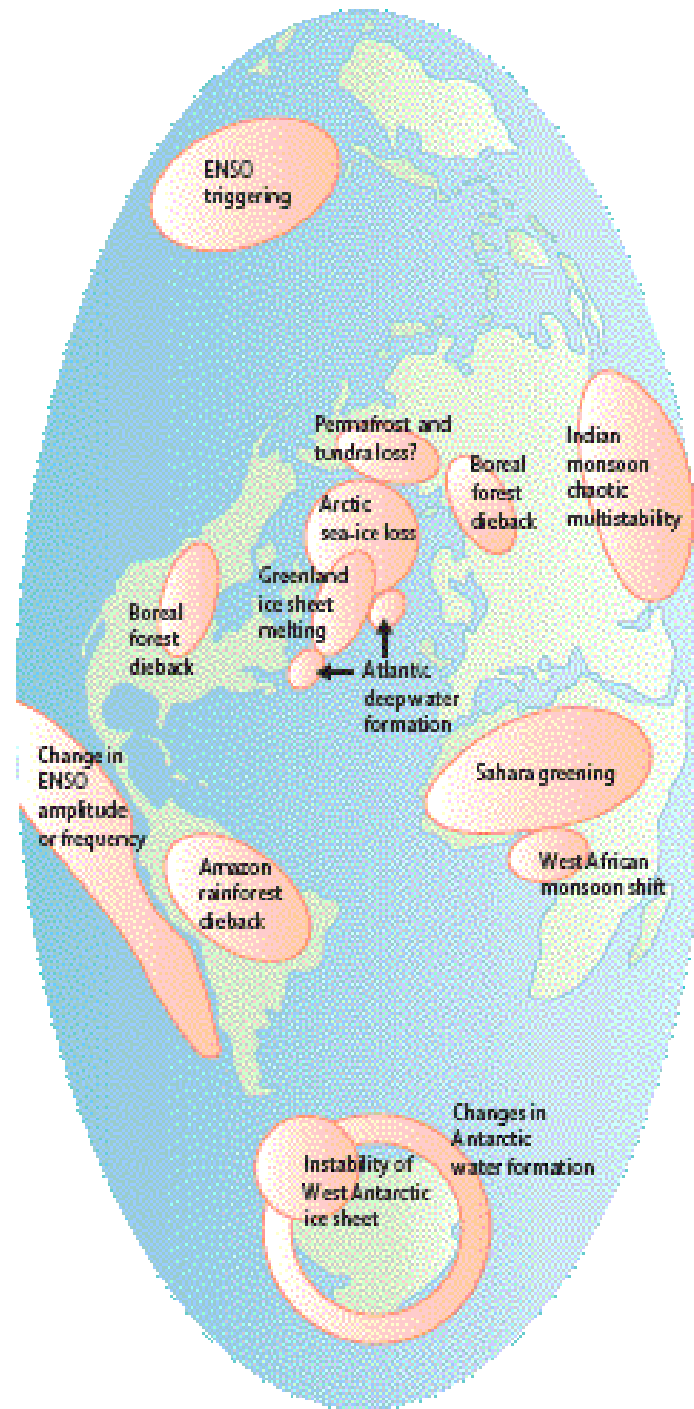 ENSO
triggering
Permafrost and
tundra loss?
Indian
monsoon
chaotic
multistability
Boreal
forest
dieback
Arctic
sea-ice loss
Greenland
ice sheet
melting
Boreal
forest
dieback
Atlantic
deep water
formation
Change in
ENSO
amplitude
or frequency
Sahara greening
West African
monsoon shift
Amazon
rainforest
dieback
Changes in
Antarctic
water formation
Instability of
West Antarctic
ice sheet